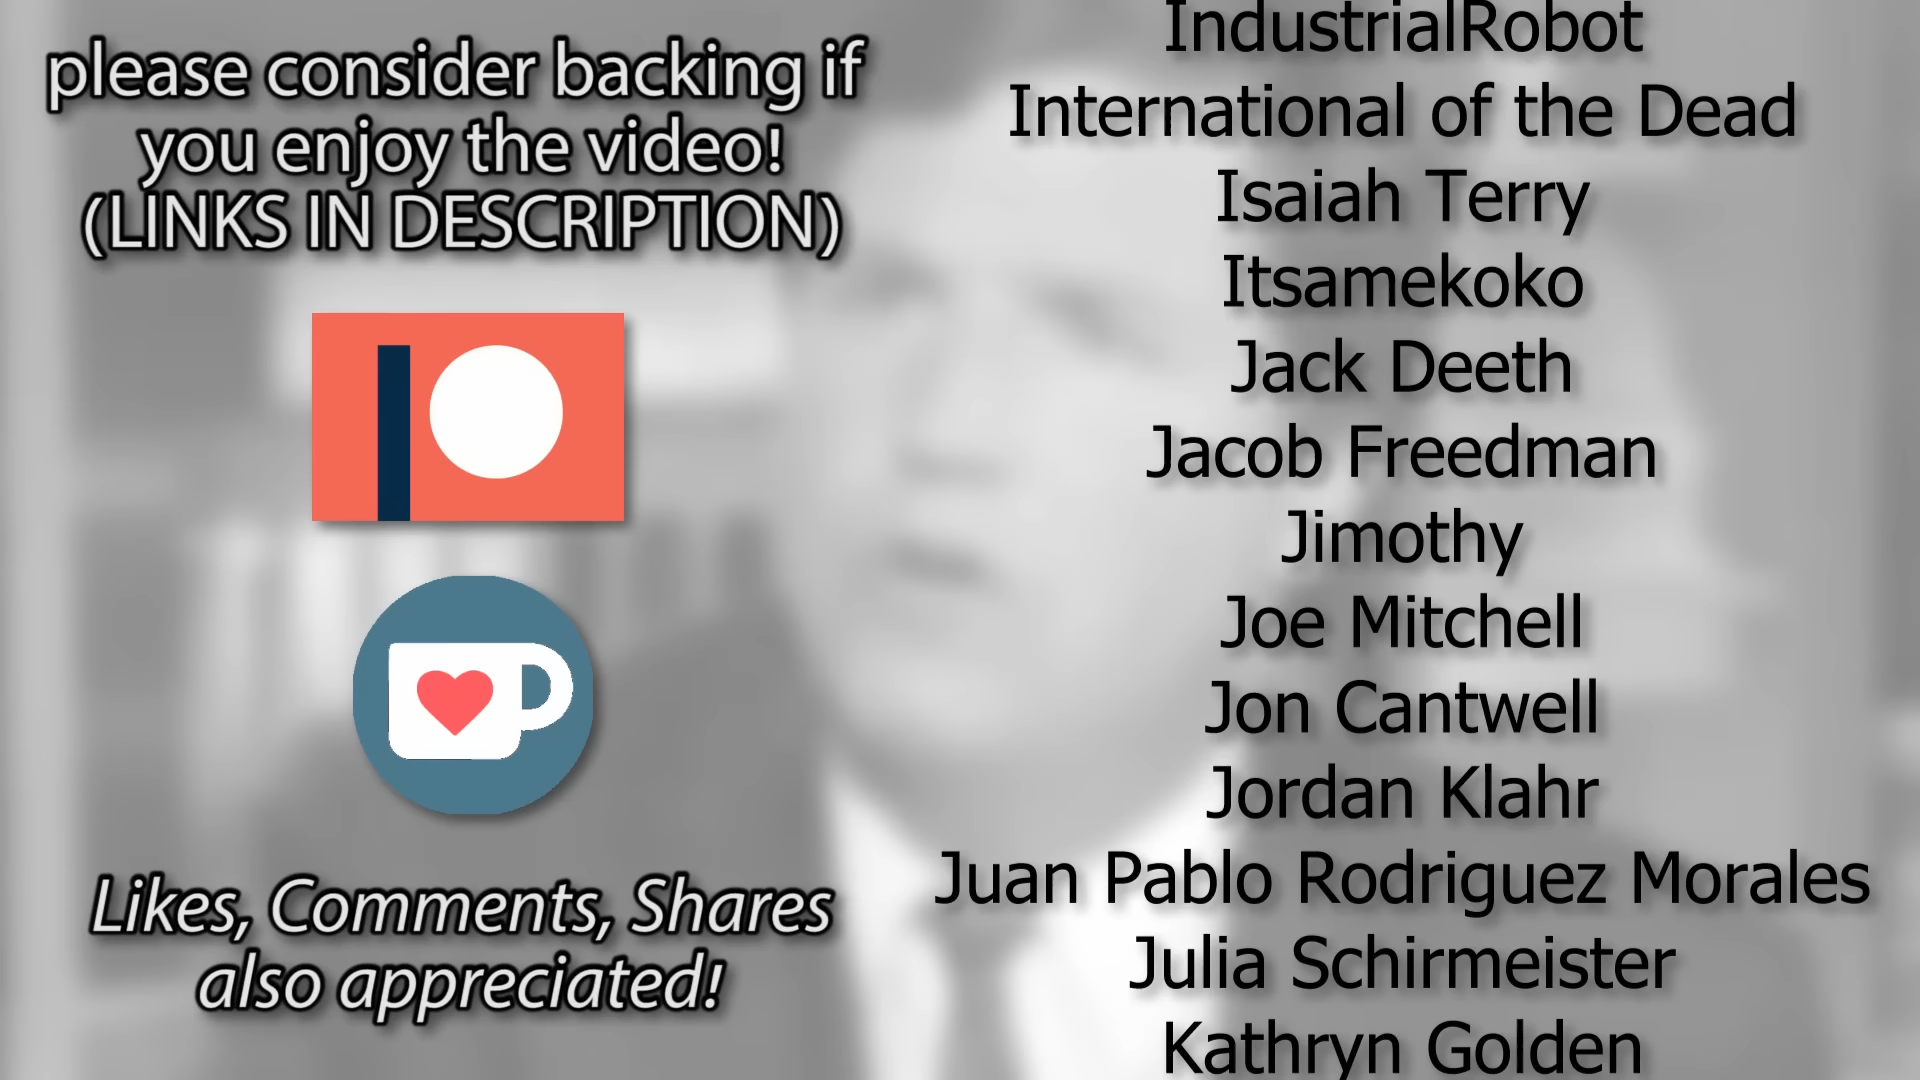 please consider backing if
you enjoy the video!
(LINKS IN DESCRIPTION)
Likes, Comments, Shares
also appreciated!
IndustrialRobot
International of the Dead
Isaiah Terry
Itsamekoko
Jack Deeth
Jacob Freedman
Jimothy
Joe Mitchell
Jon Cantwell
Jordan Klahr
Juan Pablo Rodriguez Morales
Julia Schirmeister
Kathryn Golden